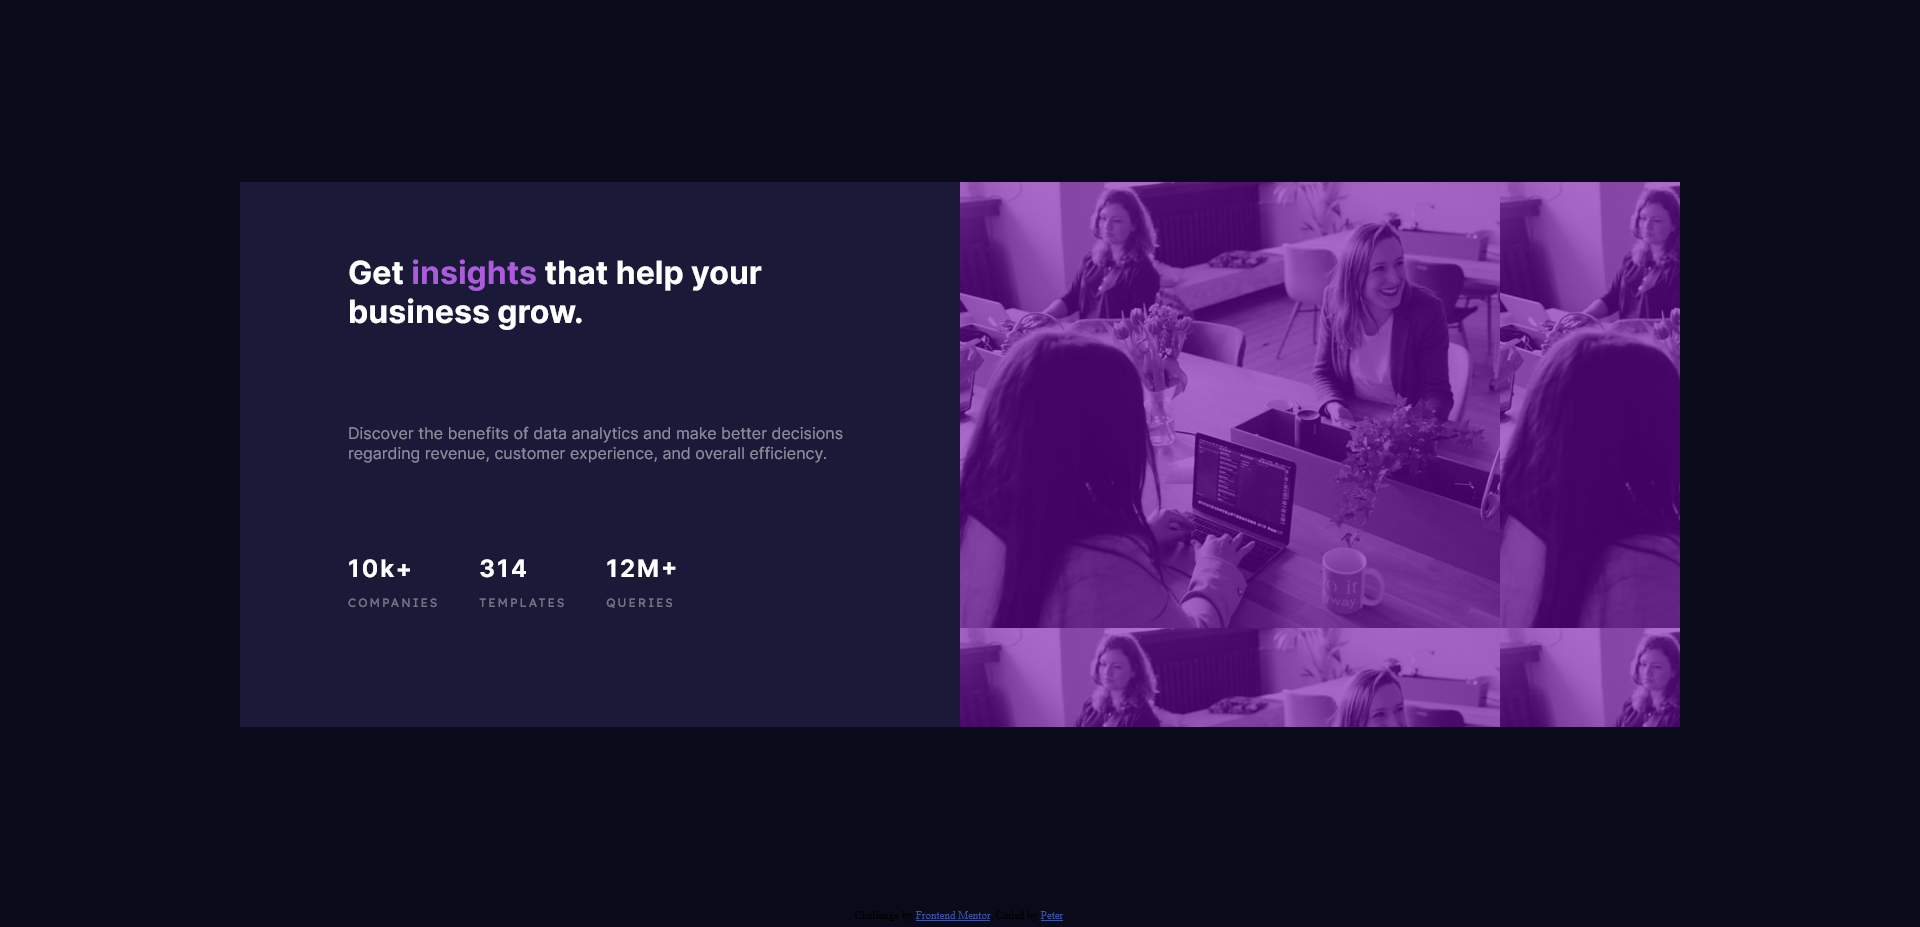 Get insights that help your
business grow.
Discover the benefits of data analytics and make better decisions
regarding revenue, customer experience, and overall efficiency.
10k+ 314 12M+
COMPANIES TEMPLATES QUERIES
Challenge by Frontend Mentor. Coded by Peter